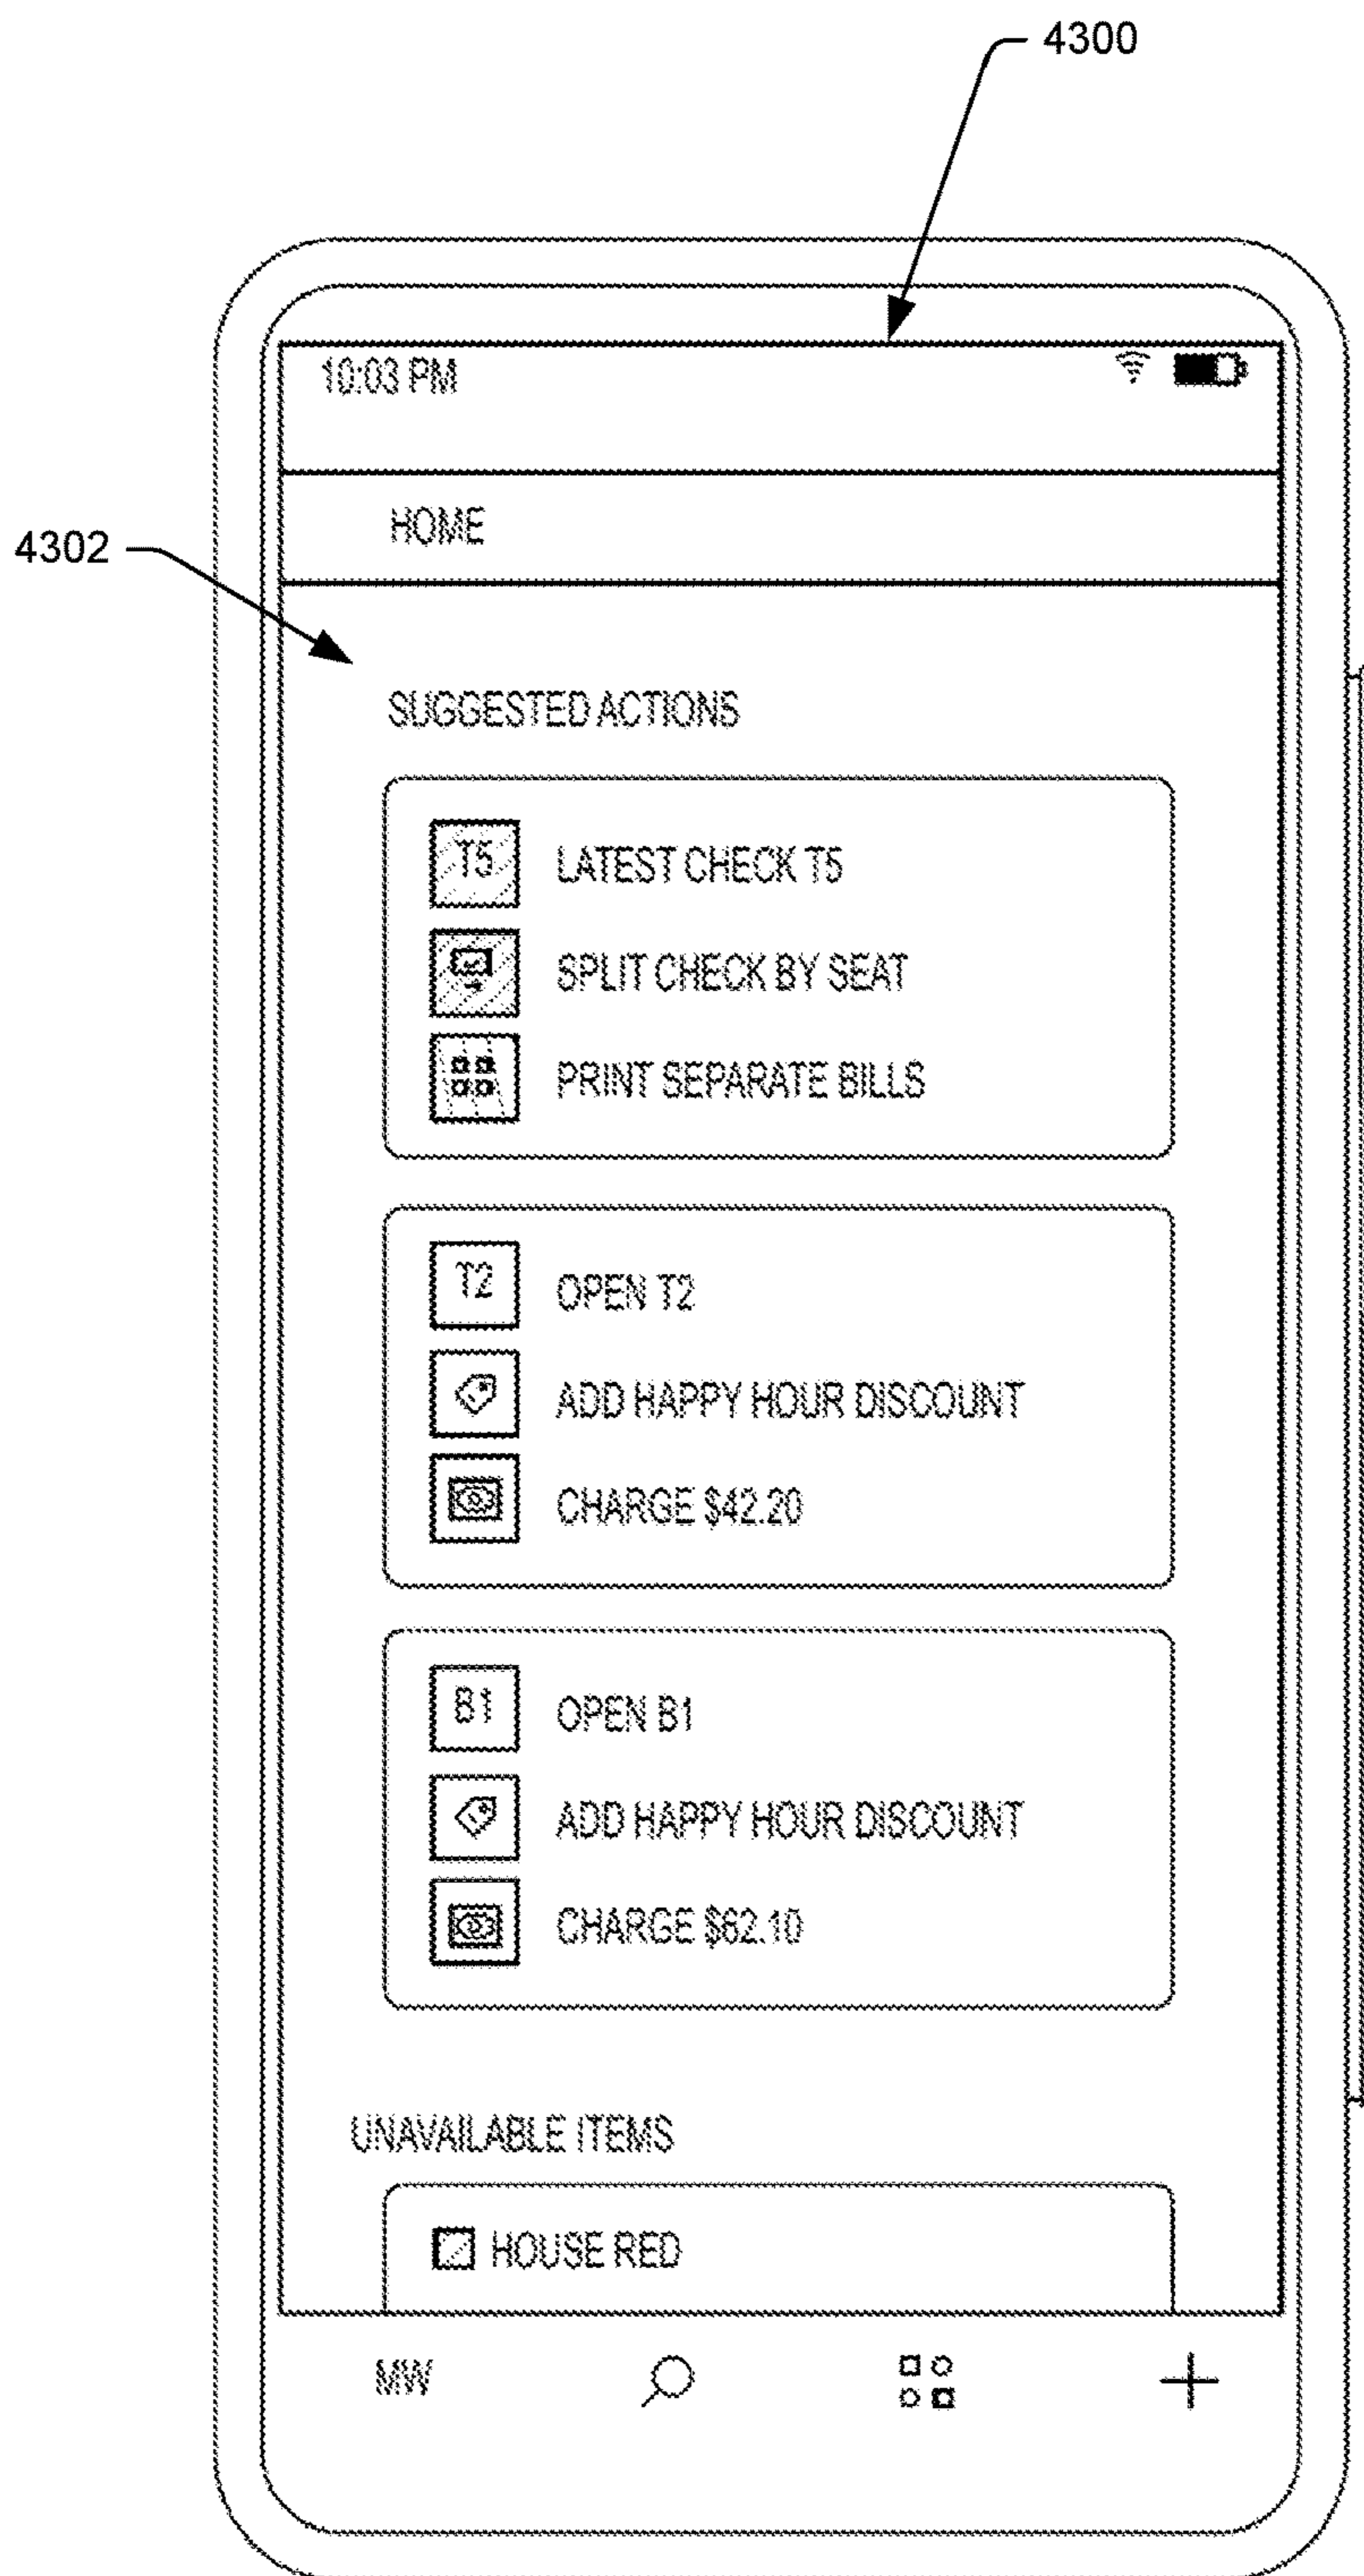 4300
10:03 PM
HOME
4302
SUGGESTED ACTIONS
T5 LATEST CHECK T5
SPLIT CHECK BY SEAT
PRINT SEPARATE BILLS
T2 OPEN T2
ADD HAPPY HOUR DISCOUNT
CHARGE $42.20
B1 OPEN B1
ADD HAPPY HOUR DISCOUNT
CHARGE $62.10
UNAVAILABLE ITEMS
HOUSE RED
MW